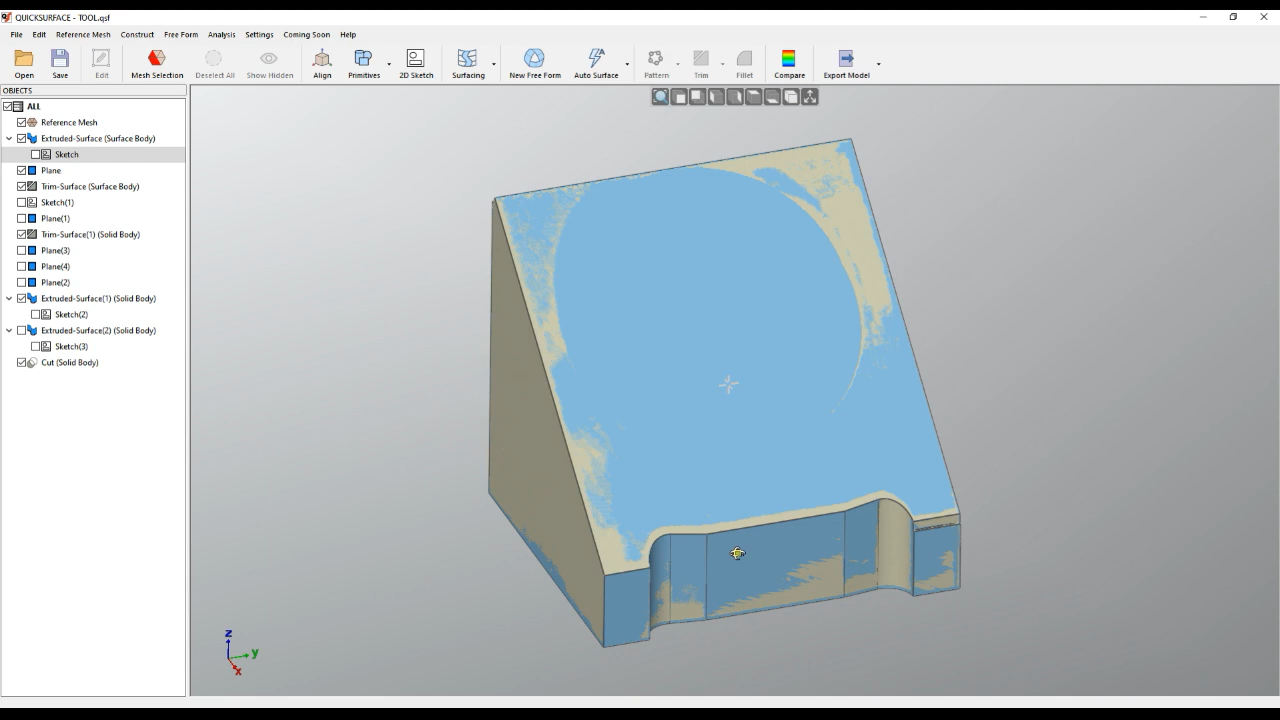 QUICKSURFACE - TOOL.qsf
File Edit Reference Mesh Construct Free Form Analysis Settings Coming Soon Help
Open Save Edit Mesh Selection Deselect All Show Hidden Align Primitives 2D Sketch Surfacing New Free Form Auto Surface Pattern Trim Fillet Compare Export Model
OBJECTS
ALL
Reference Mesh
Extruded-Surface (Surface Body)
Sketch
Plane
Trim-Surface (Surface Body)
Sketch(1)
Plane(1)
Trim-Surface(1) (Solid Body)
Plane(3)
Plane(4)
Plane(2)
Extruded-Surface(1) (Solid Body)
Sketch(2)
Extruded-Surface(2) (Solid Body)
Sketch(3)
Cut (Solid Body)
z
y
x